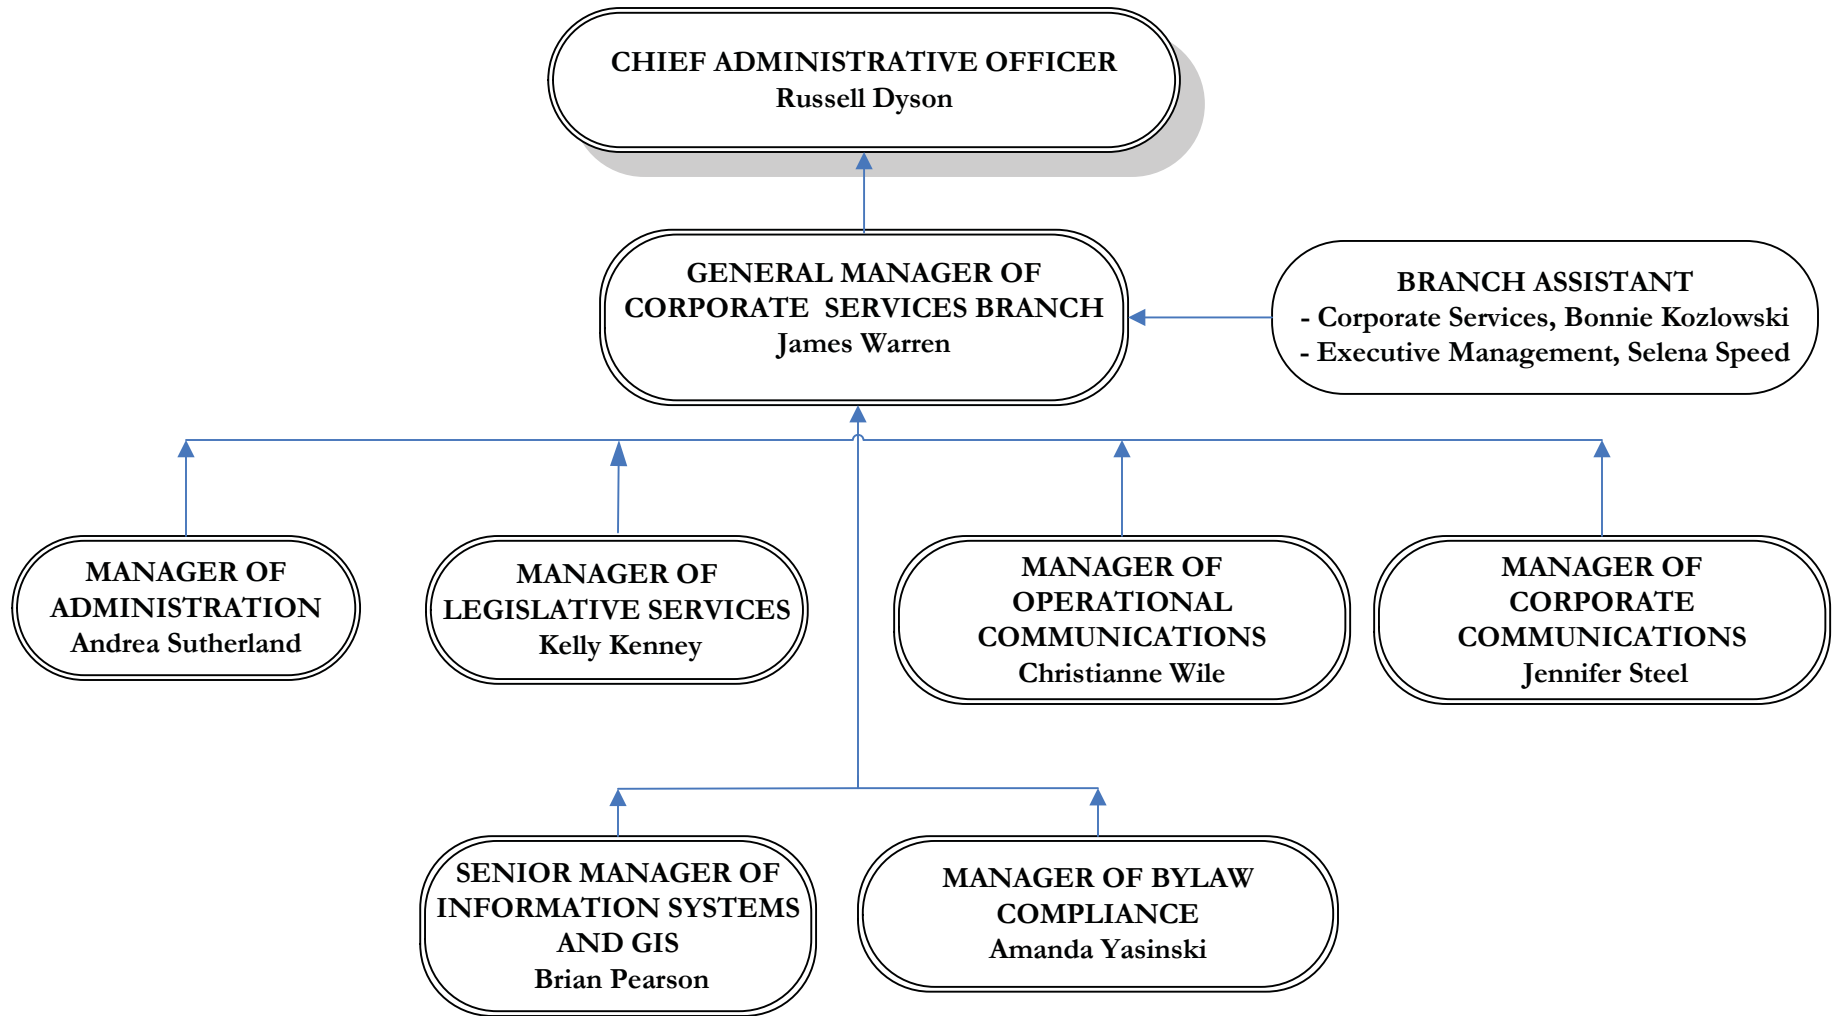 CHIEF ADMINISTRATIVE OFFICER
Russell Dyson
GENERAL MANAGER OF
CORPORATE SERVICES BRANCH
James Warren
BRANCH ASSISTANT
- Corporate Services, Bonnie Kozlowski
- Executive Management, Selena Speed
MANAGER OF
ADMINISTRATION
Andrea Sutherland
MANAGER OF
LEGISLATIVE SERVICES
Kelly Kenney
MANAGER OF
OPERATIONAL
COMMUNICATIONS
Christianne Wile
MANAGER OF
CORPORATE
COMMUNICATIONS
Jennifer Steel
SENIOR MANAGER OF
INFORMATION SYSTEMS
AND GIS
Brian Pearson
MANAGER OF BYLAW
COMPLIANCE
Amanda Yasinski